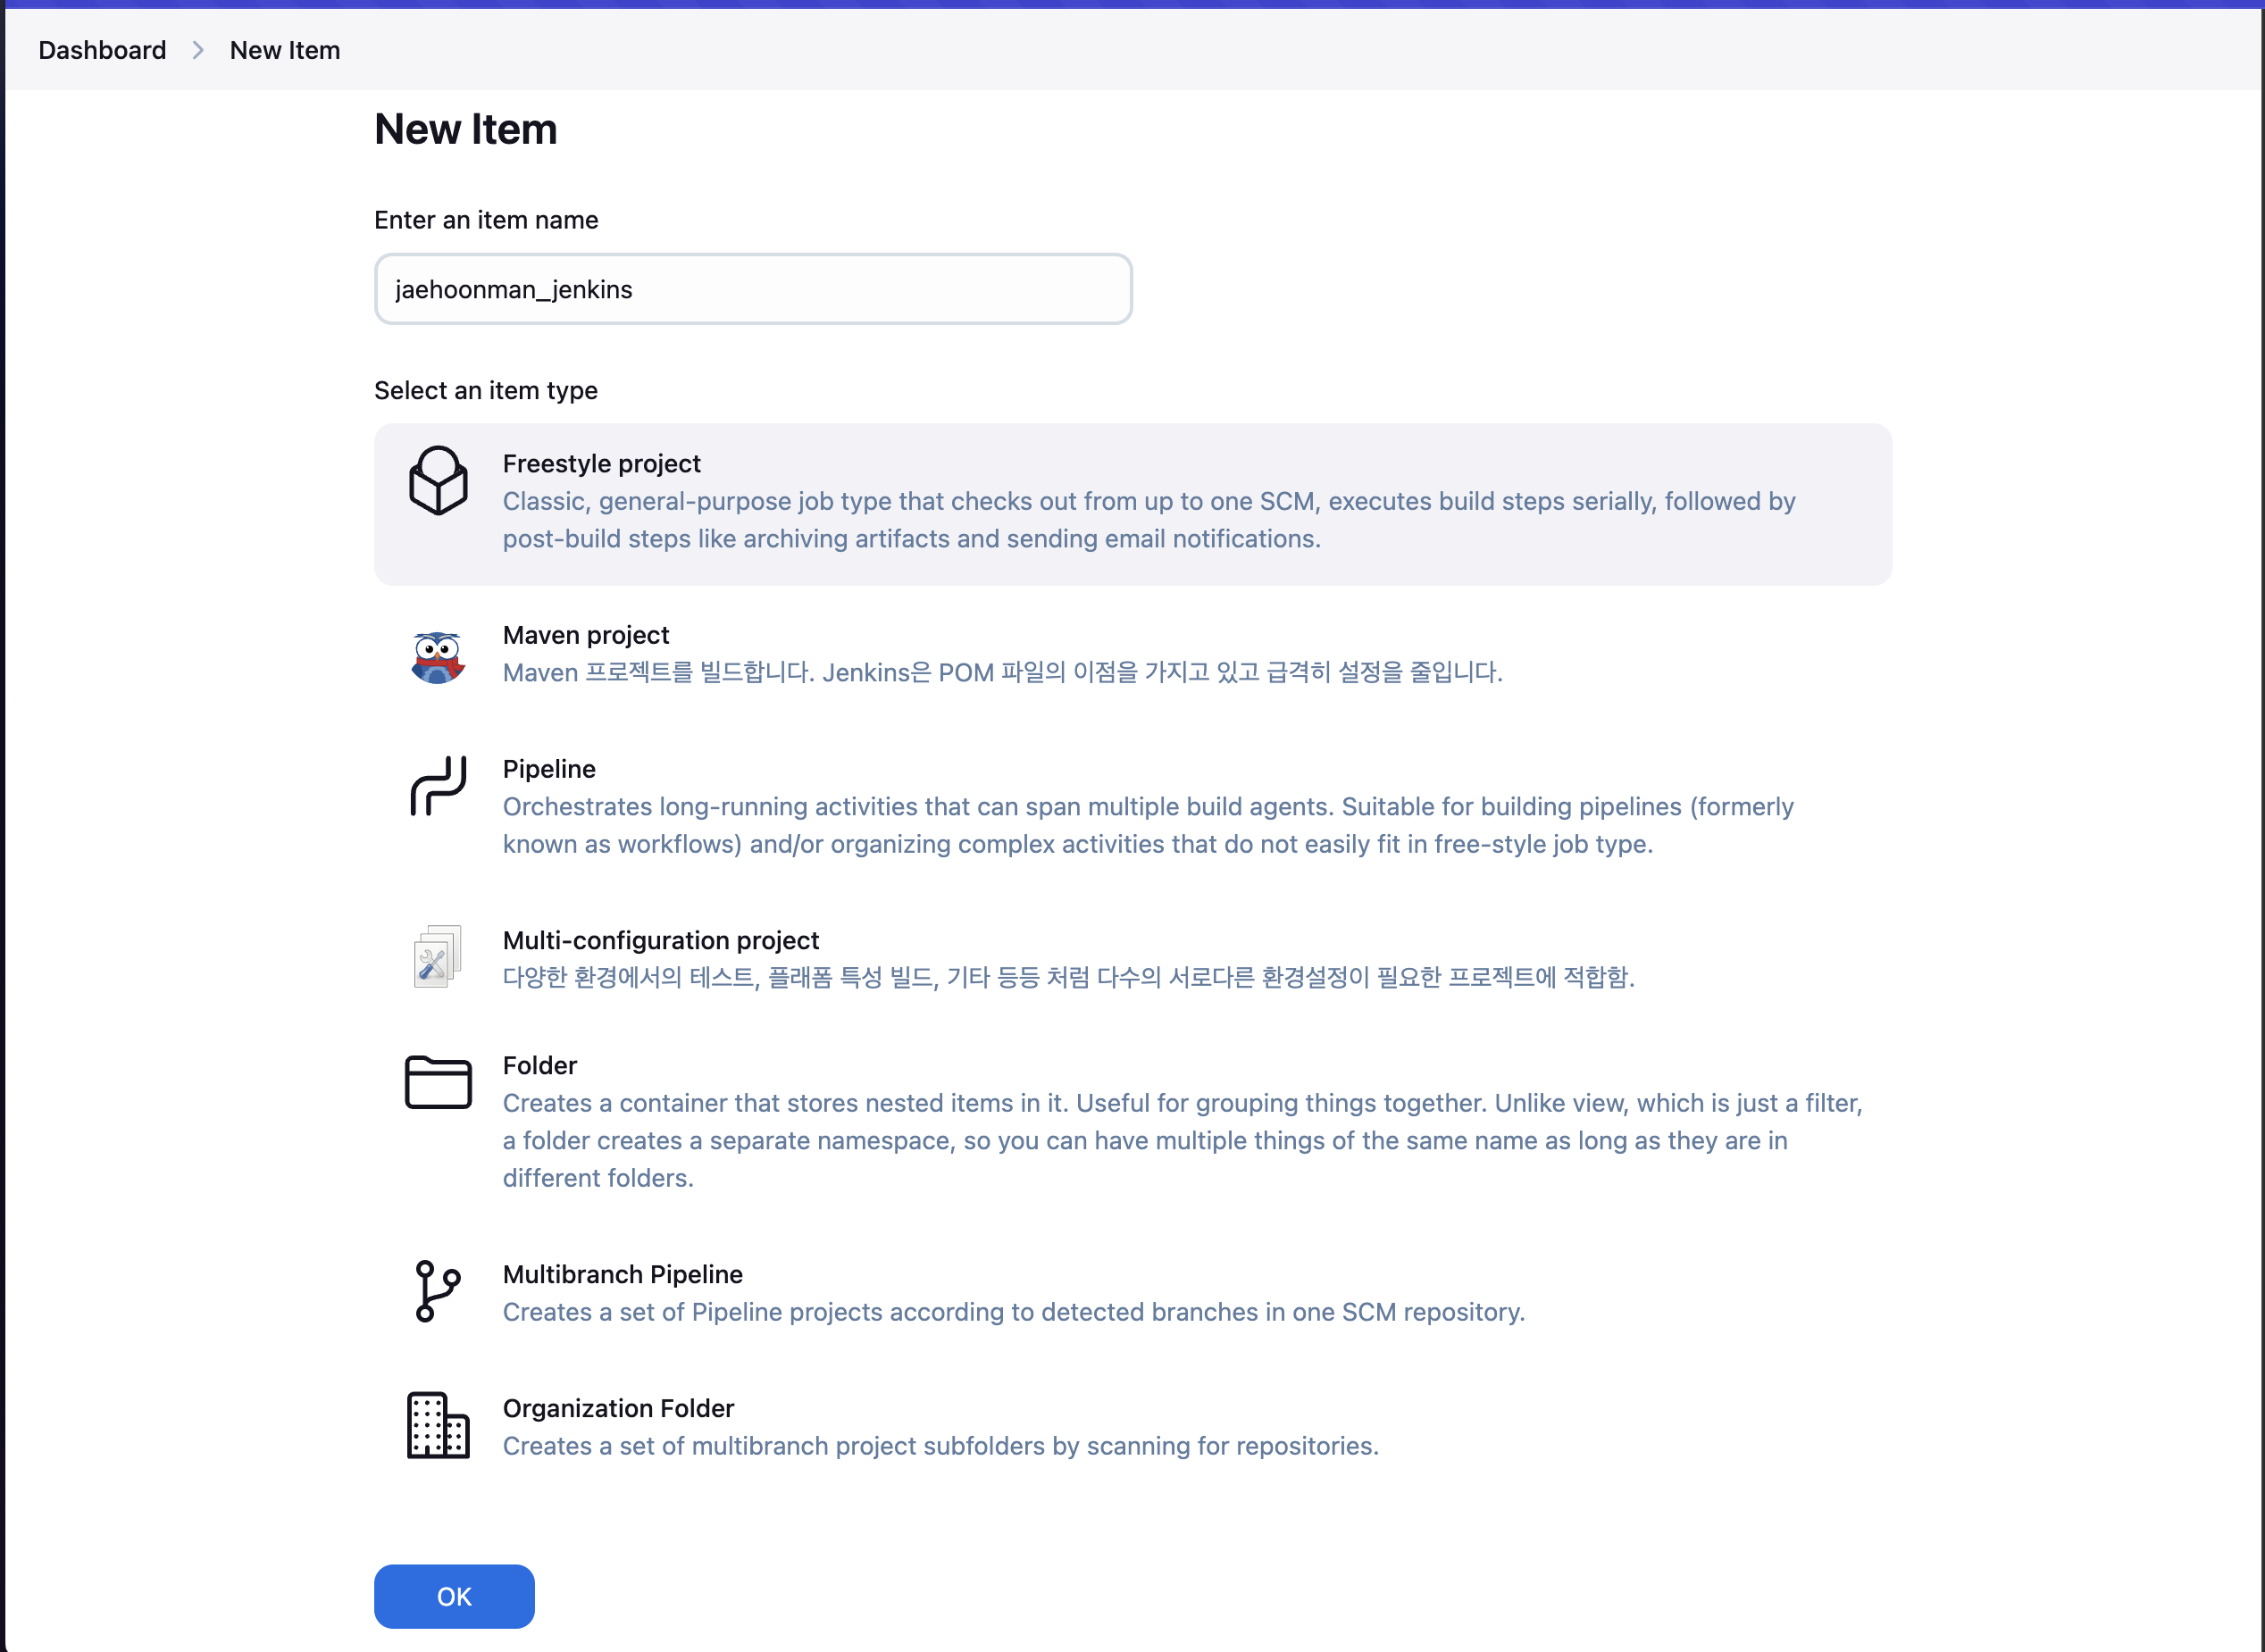 Dashboard > New Item
New Item
Enter an item name
jaehoonman_jenkins
Select an item type
Freestyle project
Classic, general-purpose job type that checks out from up to one SCM, executes build steps serially, followed by
post-build steps like archiving artifacts and sending email notifications.
Maven project
Maven 프로젝트를 빌드합니다. Jenkins은 POM 파일의 이점을 가지고 있고 급격히 설정을 줄입니다.
Pipeline
Orchestrates long-running activities that can span multiple build agents. Suitable for building pipelines (formerly
known as workflows) and/or organizing complex activities that do not easily fit in free-style job type.
Multi-configuration project
다양한 환경에서의 테스트, 플래폼 특성 빌드, 기타 등등 처럼 다수의 서로다른 환경설정이 필요한 프로젝트에 적합함.
Folder
Creates a container that stores nested items in it. Useful for grouping things together. Unlike view, which is just a filter,
a folder creates a separate namespace, so you can have multiple things of the same name as long as they are in
different folders.
Multibranch Pipeline
Creates a set of Pipeline projects according to detected branches in one SCM repository.
Organization Folder
Creates a set of multibranch project subfolders by scanning for repositories.
OK